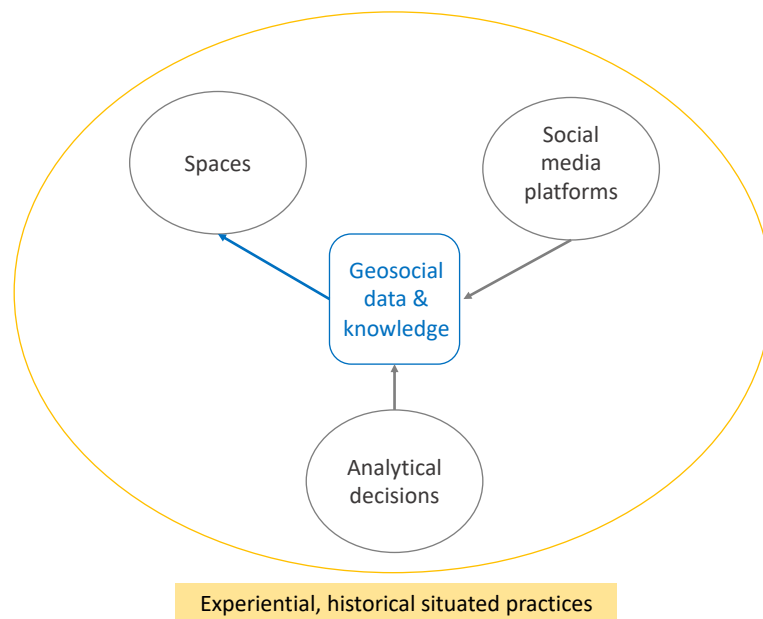 Spaces
Social
media
platforms
Geosocial
data &
knowledge
Analytical
decisions
Experiential, historical situated practices